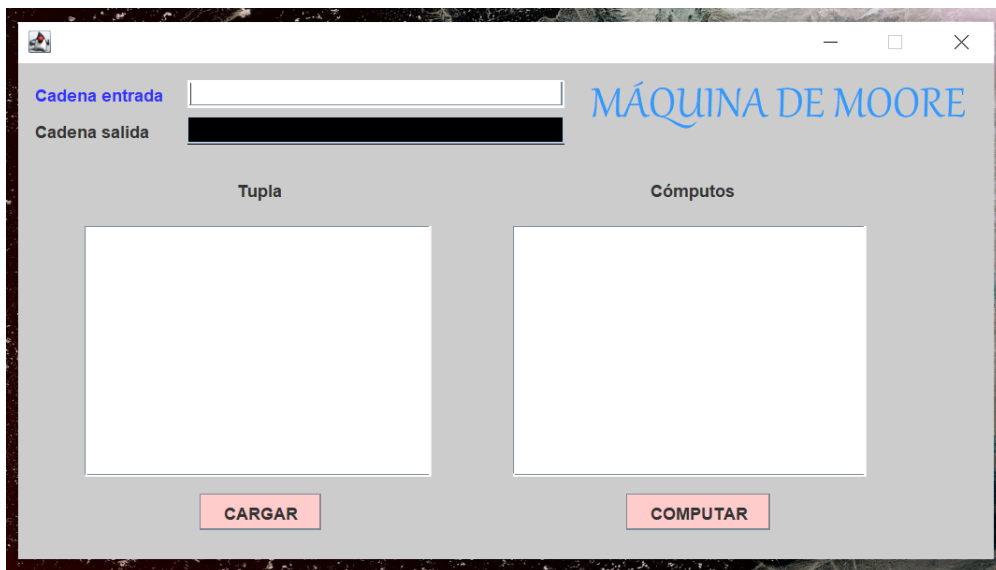 Cadena entrada
MÁQUINA DE MOORE
Cadena salida
Tupla
Cómputos
CARGAR
COMPUTAR